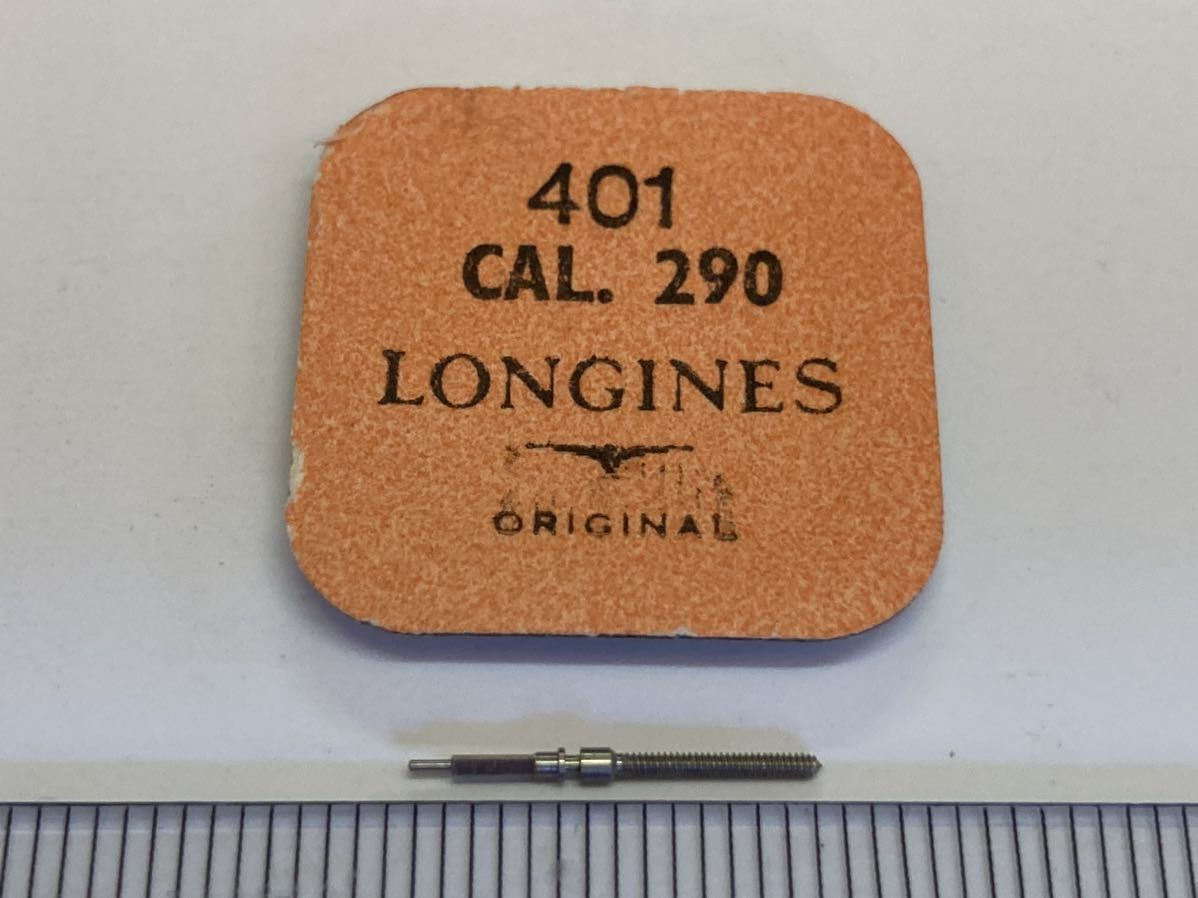 401
CAL. 290
LONGINES
ORIGINAL